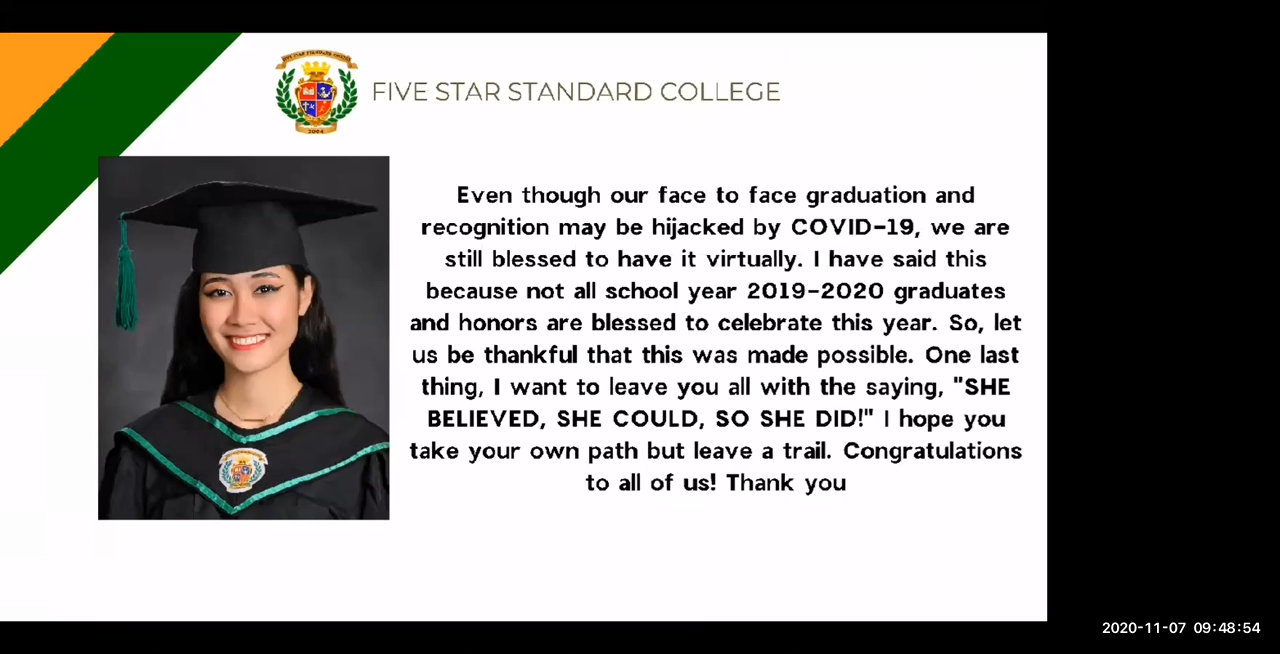 FIVE STAR STANDARD COLLEGE
2004
FIVE STAR STANDARD COLLEGE
Even though our face to face graduation and
recognition may be hijacked by COVID-19, we are
still blessed to have it virtually. I have said this
because not all school year 2019-2020 graduates
and honors are blessed to celebrate this year. So, let
us be thankful that this was made possible. One last
thing, I want to leave you all with the saying, "SHE
BELIEVED, SHE COULD, SO SHE DID!" I hope you
take your own path but leave a trail. Congratulations
to all of us! Thank you
2020-11-07 09:48:54